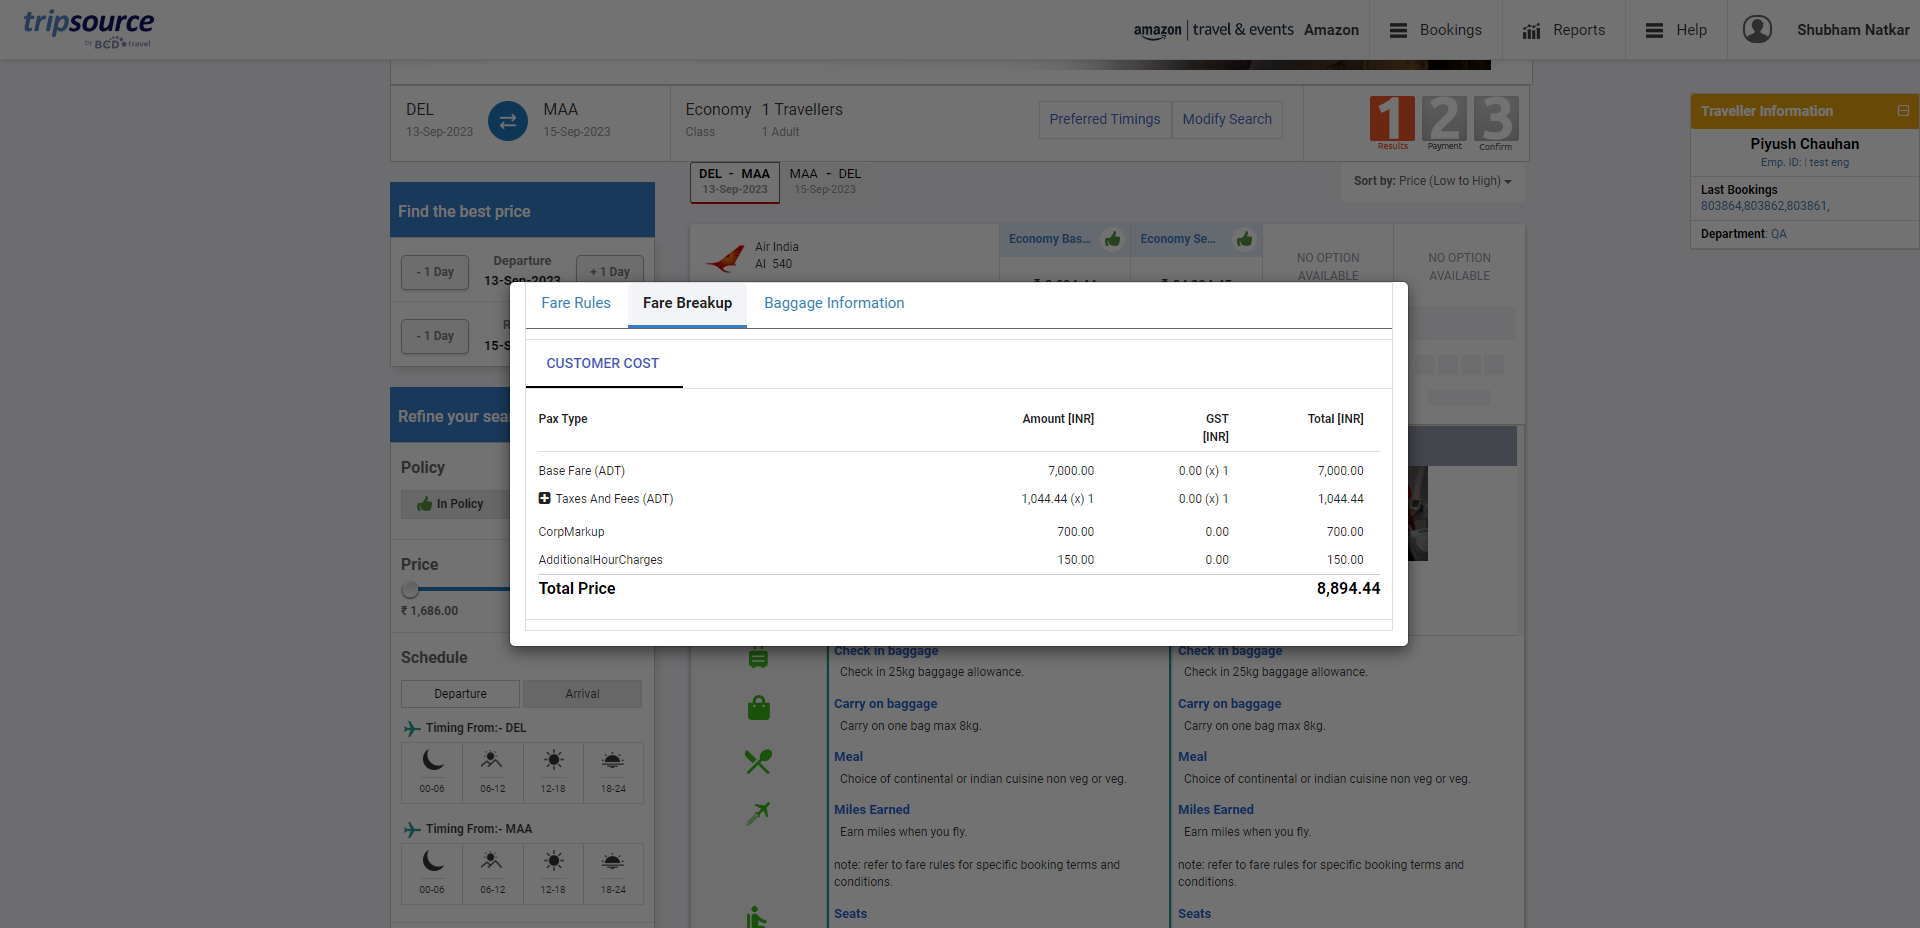 tripsource
by BCD travel
amazon | travel & events Amazon
Bookings
Reports
Help
Shubham Natkar
DEL
13-Sep-2023
MAA
15-Sep-2023
Economy
Class
1 Travellers
1 Adult
Preferred Timings
Modify Search
1 2 3
Results Payment Confirm
Traveller Information
Piyush Chauhan
Emp. ID: | test eng
Last Bookings
803864,803862,803861,
Department: QA
DEL - MAA
13-Sep-2023
MAA - DEL
15-Sep-2023
Sort by: Price (Low to High)
Find the best price
- 1 Day
Departure
13-Sep-2023
+ 1 Day
- 1 Day
Air India
AI 540
Economy Bas...
Economy Se...
NO OPTION
AVAILABLE
NO OPTION
AVAILABLE
Fare Rules
Fare Breakup
Baggage Information
CUSTOMER COST
Pax Type Amount [INR] GST [INR] Total [INR]
Base Fare (ADT) 7,000.00 0.00 (x) 1 7,000.00
Taxes And Fees (ADT) 1,044.44 (x) 1 0.00 (x) 1 1,044.44
CorpMarkup 700.00 0.00 700.00
AdditionalHourCharges 150.00 0.00 150.00
Total Price 8,894.44
Refine your
Policy
In Policy
Price
₹ 1,686.00
Schedule
Departure
Arrival
Timing From:- DEL
00-06 06-12 12-18 18-24
Timing From:- MAA
00-06 06-12 12-18 18-24
Check in baggage
Check in 25kg baggage allowance.
Carry on baggage
Carry on one bag max 8kg.
Meal
Choice of continental or indian cuisine non veg or veg.
Miles Earned
Earn miles when you fly.
note: refer to fare rules for specific booking terms and
conditions.
Seats
Check in baggage
Check in 25kg baggage allowance.
Carry on baggage
Carry on one bag max 8kg.
Meal
Choice of continental or indian cuisine non veg or veg.
Miles Earned
Earn miles when you fly.
note: refer to fare rules for specific booking terms and
conditions.
Seats